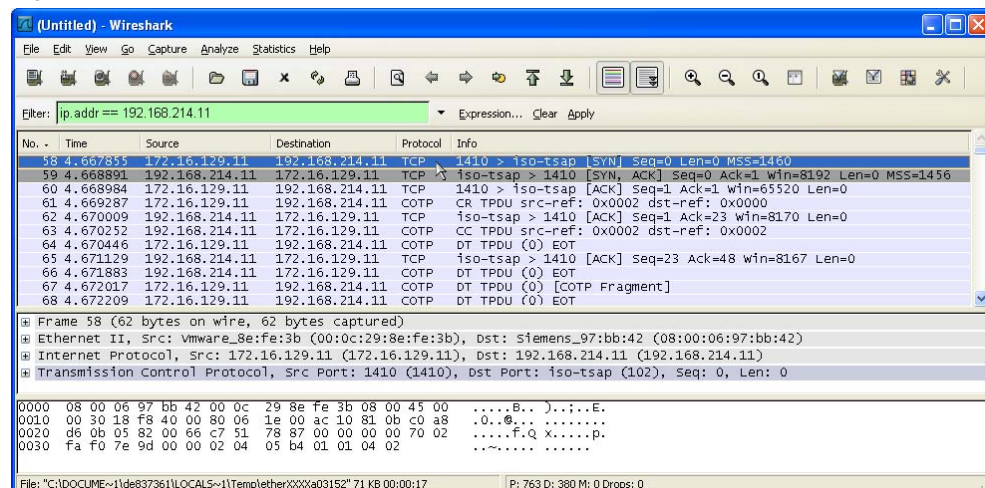 (Untitled) - Wireshark
File Edit View Go Capture Analyze Statistics Help
Filter: ip.addr == 192.168.214.11 Expression... Clear Apply
No. Time Source Destination Protocol Info
58 4.667855 172.16.129.11 192.168.214.11 TCP 1410 > iso-tsap [SYN] Seq=0 Len=0 MSS=1460
59 4.668891 192.168.214.11 172.16.129.11 TCP iso-tsap > 1410 [SYN, ACK] Seq=0 Ack=1 Win=8192 Len=0 MSS=1456
60 4.668984 172.16.129.11 192.168.214.11 TCP 1410 > iso-tsap [ACK] Seq=1 Ack=1 Win=65520 Len=0
61 4.669287 172.16.129.11 192.168.214.11 COTP CR TPDU src-ref: 0x0002 dst-ref: 0x0000
62 4.670009 192.168.214.11 172.16.129.11 TCP iso-tsap > 1410 [ACK] Seq=1 Ack=23 Win=8170 Len=0
63 4.670252 192.168.214.11 172.16.129.11 COTP CC TPDU src-ref: 0x0002 dst-ref: 0x0002
64 4.670446 172.16.129.11 192.168.214.11 COTP DT TPDU (0) EOT
65 4.671129 192.168.214.11 172.16.129.11 TCP iso-tsap > 1410 [ACK] Seq=23 Ack=48 Win=8167 Len=0
66 4.671883 192.168.214.11 172.16.129.11 COTP DT TPDU (0) EOT
67 4.672017 172.16.129.11 192.168.214.11 COTP DT TPDU (0) [COTP Fragment]
68 4.672209 172.16.129.11 192.168.214.11 COTP DT TPDU (0) EOT
Frame 58 (62 bytes on wire, 62 bytes captured)
Ethernet II, Src: Vmware_8e:fe:3b (00:0c:29:8e:fe:3b), Dst: Siemens_97:bb:42 (08:00:06:97:bb:42)
Internet Protocol, Src: 172.16.129.11 (172.16.129.11), Dst: 192.168.214.11 (192.168.214.11)
Transmission Control Protocol, Src Port: 1410 (1410), Dst Port: iso-tsap (102), Seq: 0, Len: 0
0000 08 00 06 97 bb 42 00 0c 29 8e fe 3b 08 00 45 00 .....B.. )..;..E.
0010 00 30 18 f8 40 00 80 06 1e 00 ac 10 81 0b c0 a8 .0..@... ........
0020 d6 0b 05 82 00 66 c7 51 78 87 00 00 00 00 70 02 .....f.Q x.....p.
0030 fa f0 7e 9d 00 00 02 04 05 b4 01 01 04 02 ..~..... ......
File: "C:\DOCUME~1\de837361\LOCALS~1\Temp\etherXXXXa03152" 71 KB 00:00:17 P: 763 D: 380 M: 0 Drops: 0